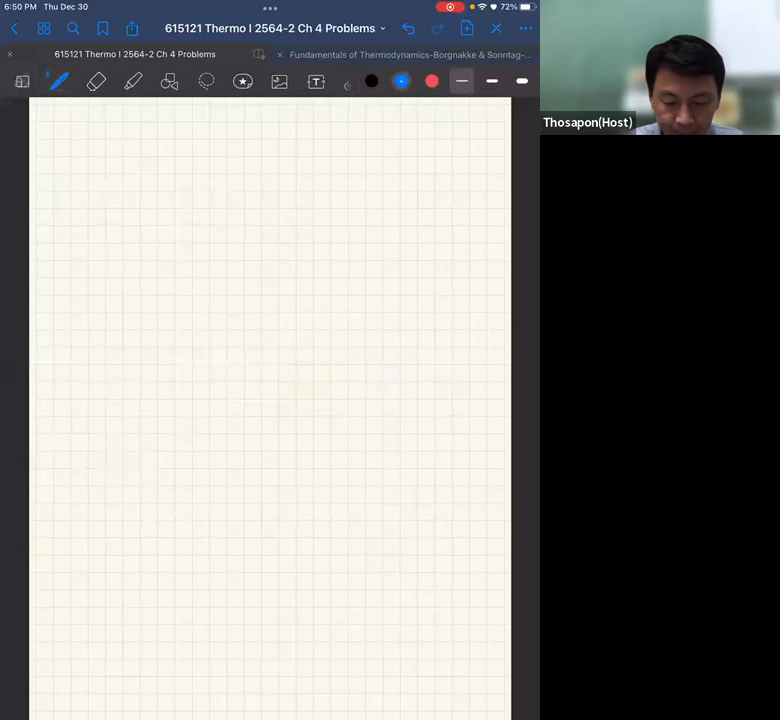 6:50 PM Thu Dec 30
72%
615121 Thermo I 2564-2 Ch 4 Problems
615121 Thermo I 2564-2 Ch 4 Problems
Fundamentals of Thermodynamics-Borgnakke & Sonntag-...
T
Thosapon(Host)